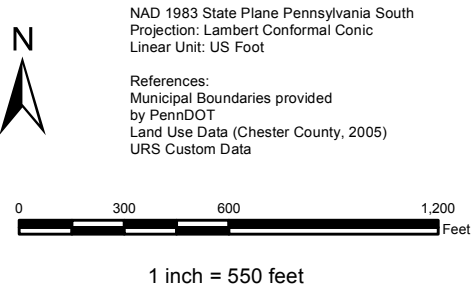 NAD 1983 State Plane Pennsylvania South
Projection: Lambert Conformal Conic
Linear Unit: US Foot
N
References:
Municipal Boundaries provided
by PennDOT
Land Use Data (Chester County, 2005)
URS Custom Data
0 300 600 1,200
Feet
1 inch = 550 feet